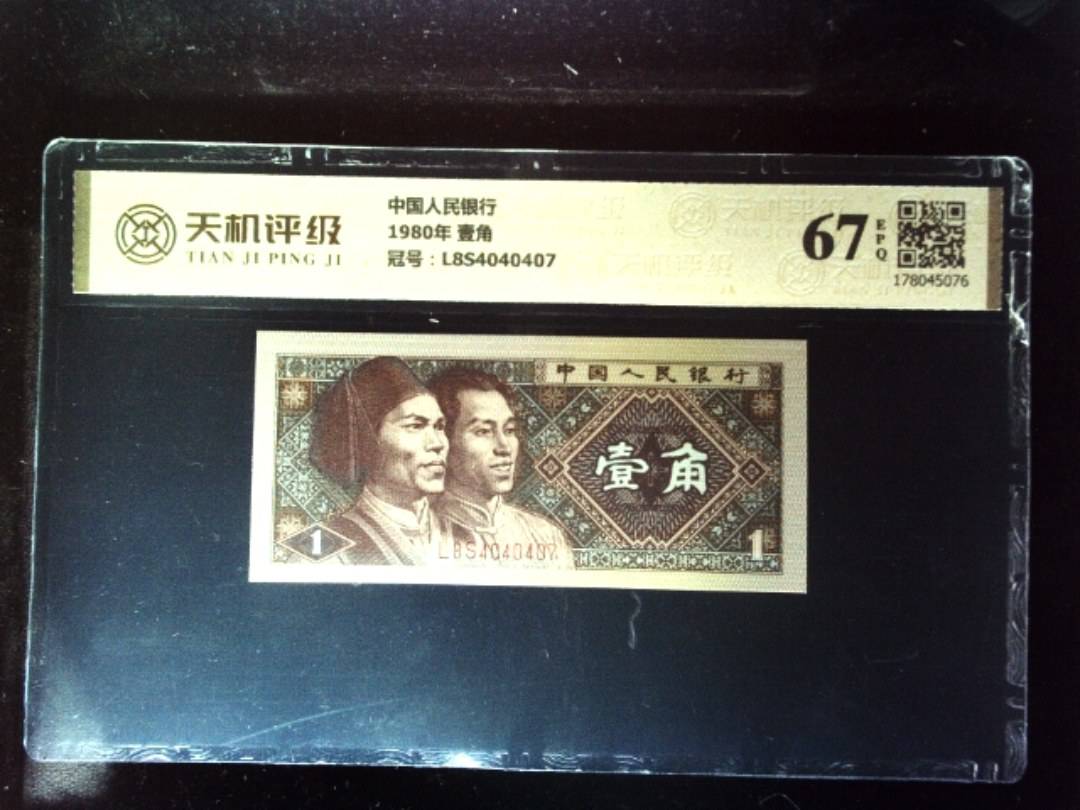 天机评级
TIAN JI PING JI
中国人民银行
1980年 壹角
冠号：L8S4040407
67
EPQ
178045076
中国人民银行
壹角
1
L8S4040407
1